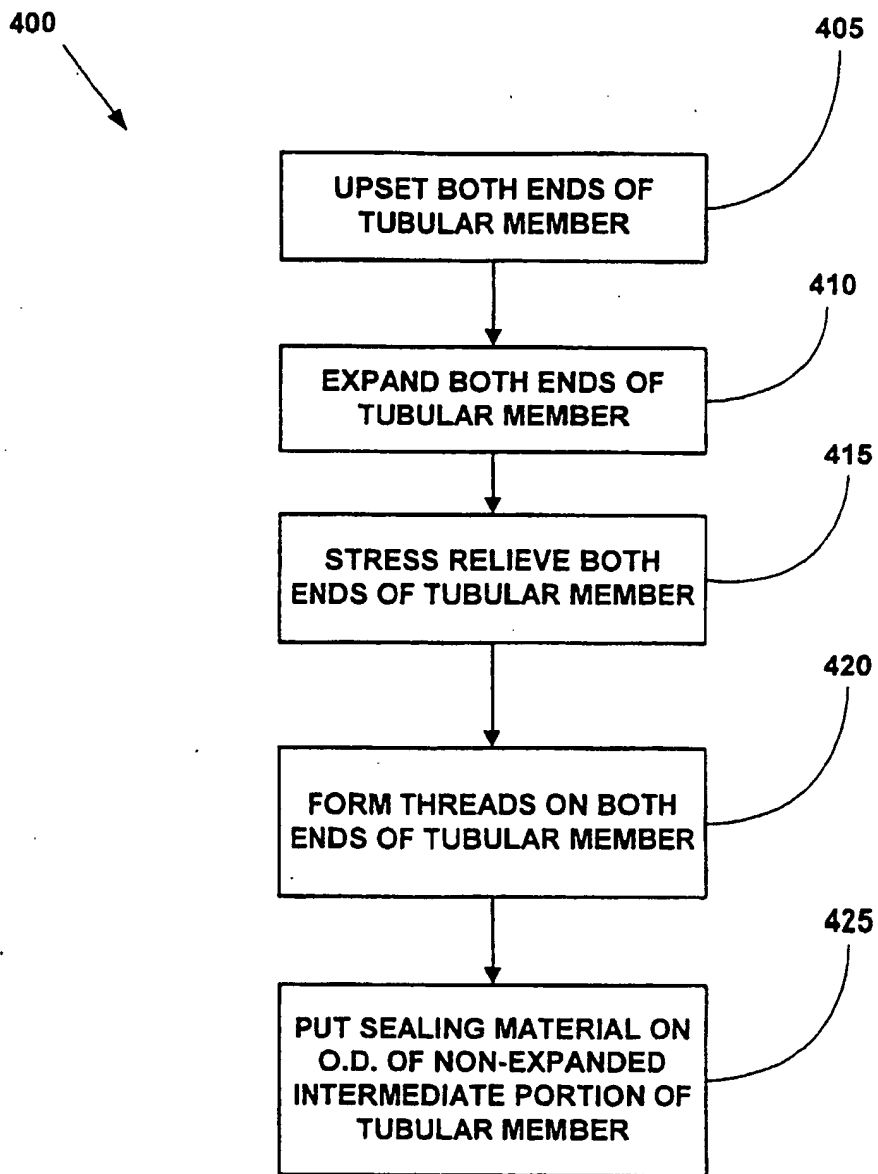 400
405
UPSET BOTH ENDS OF
TUBULAR MEMBER
410
EXPAND BOTH ENDS OF
TUBULAR MEMBER
415
STRESS RELIEVE BOTH
ENDS OF TUBULAR MEMBER
420
FORM THREADS ON BOTH
ENDS OF TUBULAR MEMBER
425
PUT SEALING MATERIAL ON
O.D. OF NON-EXPANDED
INTERMEDIATE PORTION OF
TUBULAR MEMBER